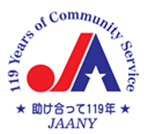 119 Years of Community Service
JA
★ 助け合って119年 ★
JAANY